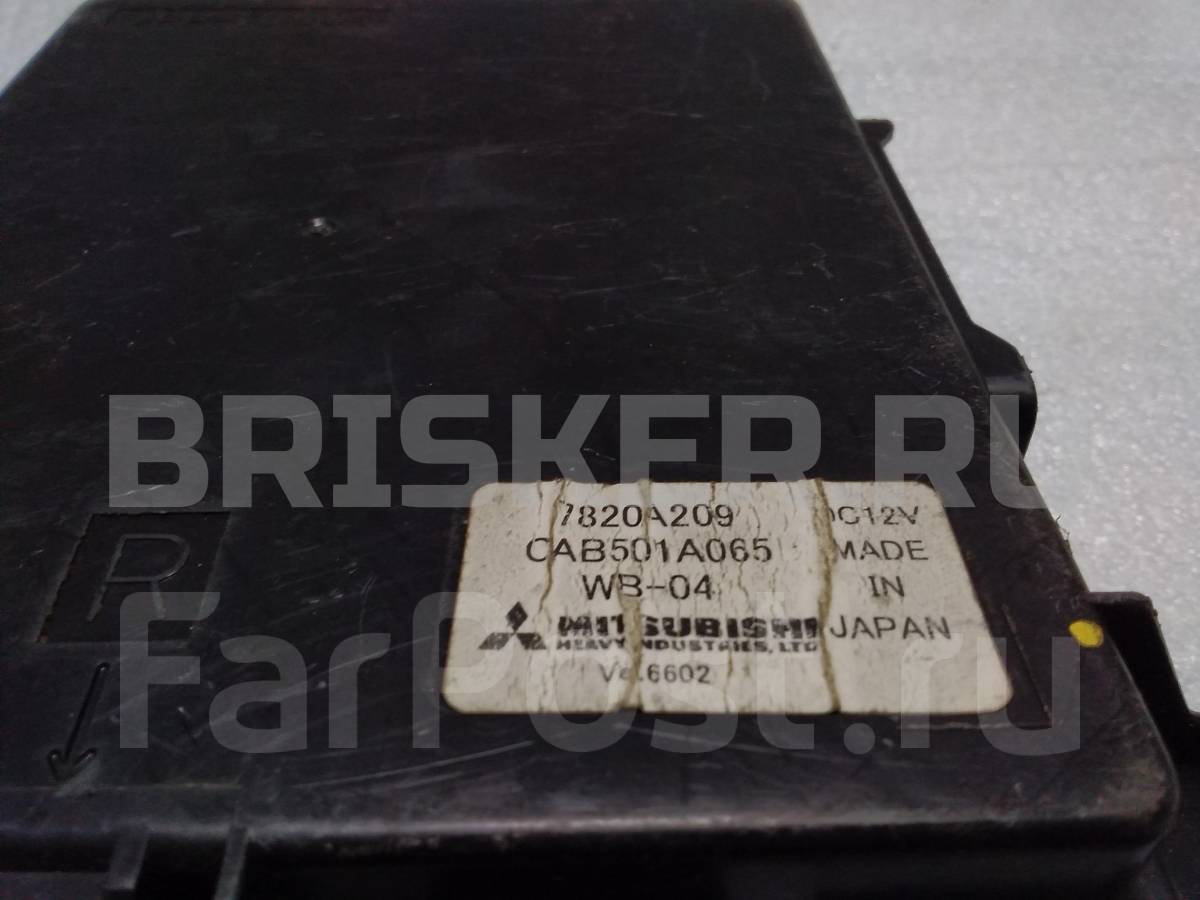 BRISKER.RU
7820A209 DC12V
CAB501A065 MADE
WB-04 IN
MITSUBISHI JAPAN
HEAVY INDUSTRIES, LTD
6602
R
FarPost.ru